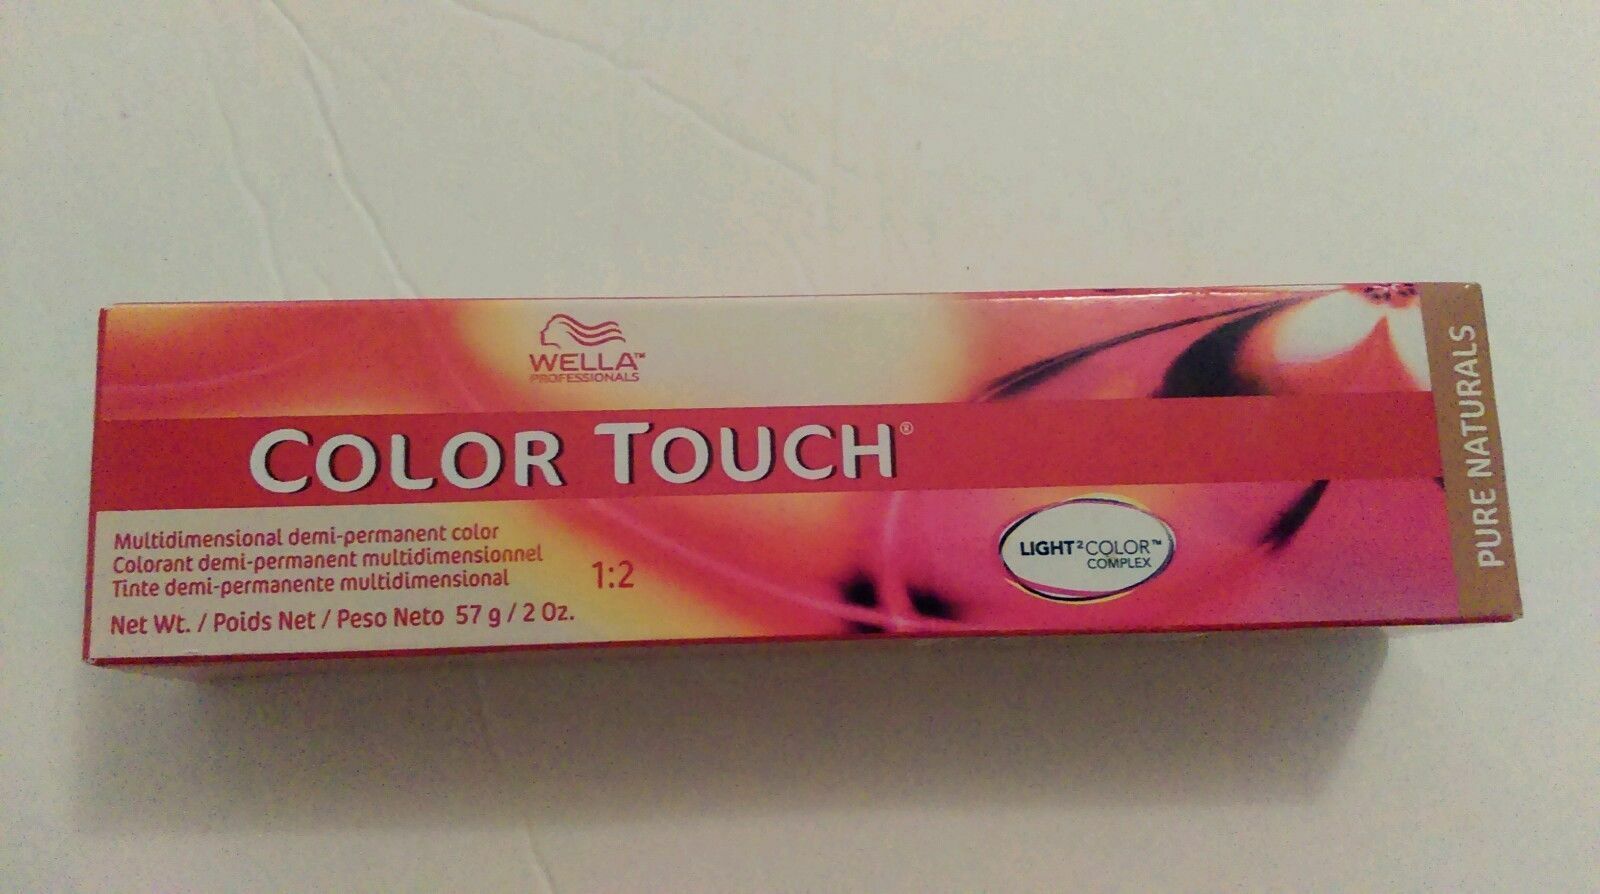 WELLA™
PROFESSIONALS
COLOR TOUCH®
Multidimensional demi-permanent color
Colorant demi-permanent multidimensionnel
Tinte demi-permanente multidimensional
1:2
Net Wt. / Poids Net / Peso Neto 57 g / 2 Oz.
LIGHT²COLOR™
COMPLEX
PURE NATURALS